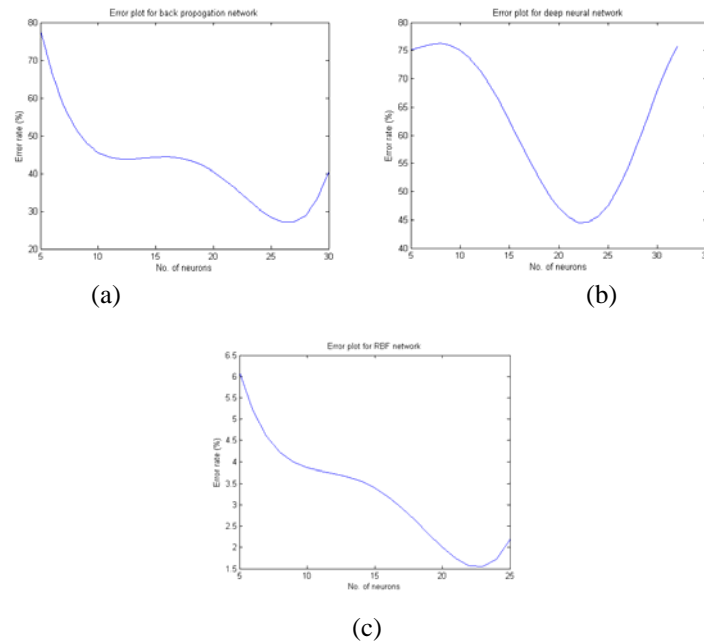 Error plot for back propogation network
80
70
60
50
40
30
20
5 10 15 20 25 30
Error rate (%)
No. of neurons
(a)
Error plot for deep neural network
80
75
70
65
60
55
50
45
40
5 10 15 20 25 30 35
Error rate (%)
No. of neurons
(b)
Error plot for RBF network
6.5
6
5.5
5
4.5
4
3.5
3
2.5
2
1.5
5 10 15 20 25
Error rate (%)
No. of neurons
(c)